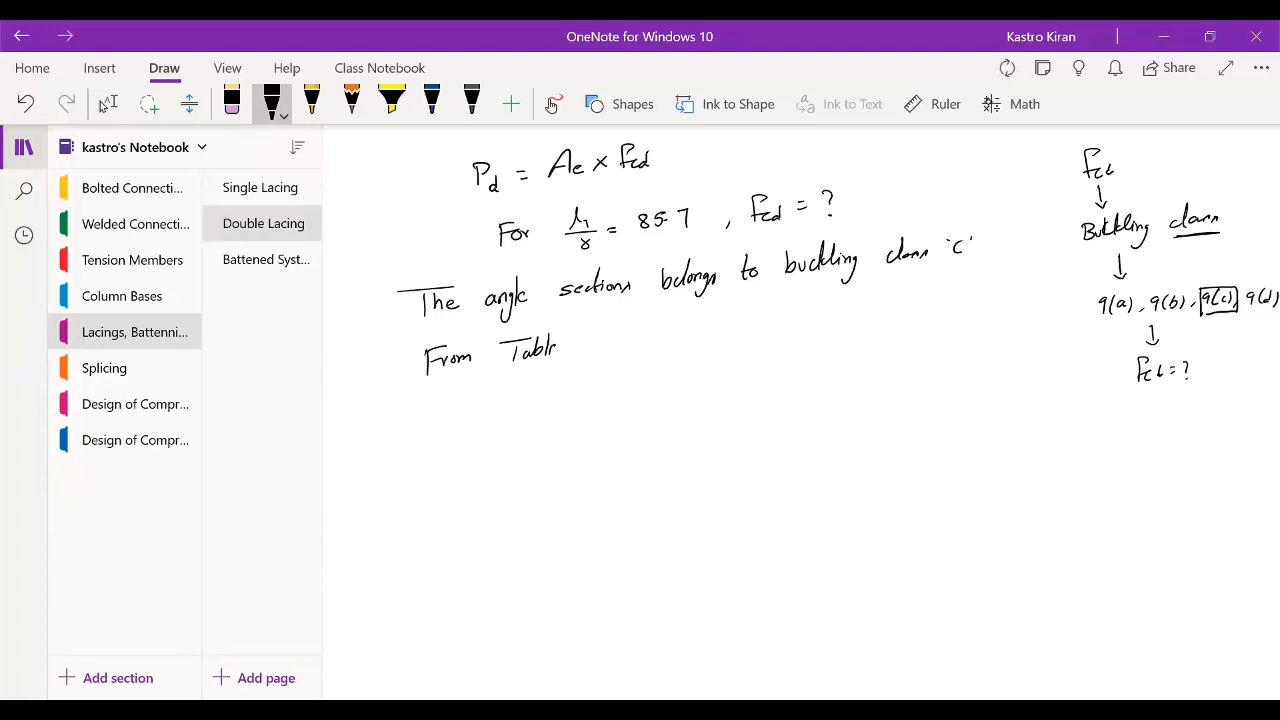 OneNote for Windows 10
Kastro Kiran
Home Insert Draw View Help Class Notebook
Share
Shapes Ink to Shape Ink to Text Ruler Math
kastro's Notebook
Bolted Connecti...
Welded Connecti...
Tension Members
Column Bases
Lacings, Battenni...
Splicing
Design of Compr...
Design of Compr...
Add section
Single Lacing
Double Lacing
Battened Syst...
Add page
Pd = Ae × fcd
For λ1/r = 85.7 , fcd = ?
The angle sections belongs to buckling class 'c'
From Table
fcd
↓
Buckling class
↓
9(a), 9(b), 9(c), 9(d)
↓
fcd = ?